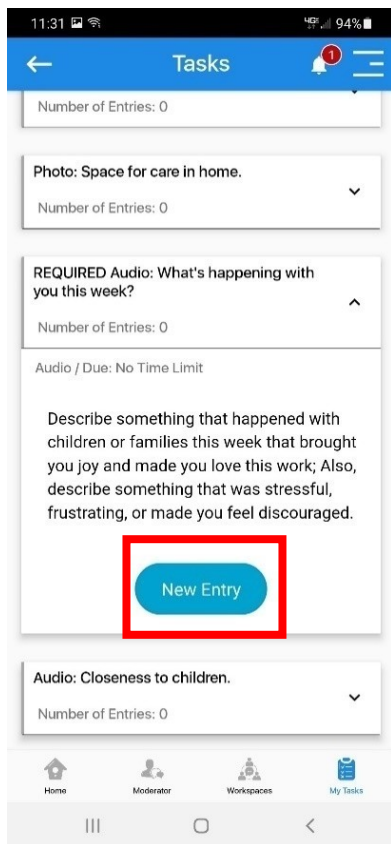 11:31 4GE 94%
Tasks 1
Number of Entries: 0
Photo: Space for care in home.
Number of Entries: 0
REQUIRED Audio: What's happening with
you this week?
Number of Entries: 0
Audio / Due: No Time Limit
Describe something that happened with
children or families this week that brought
you joy and made you love this work; Also,
describe something that was stressful,
frustrating, or made you feel discouraged.
New Entry
Audio: Closeness to children.
Number of Entries: 0
Home Moderator Workspaces My Tasks